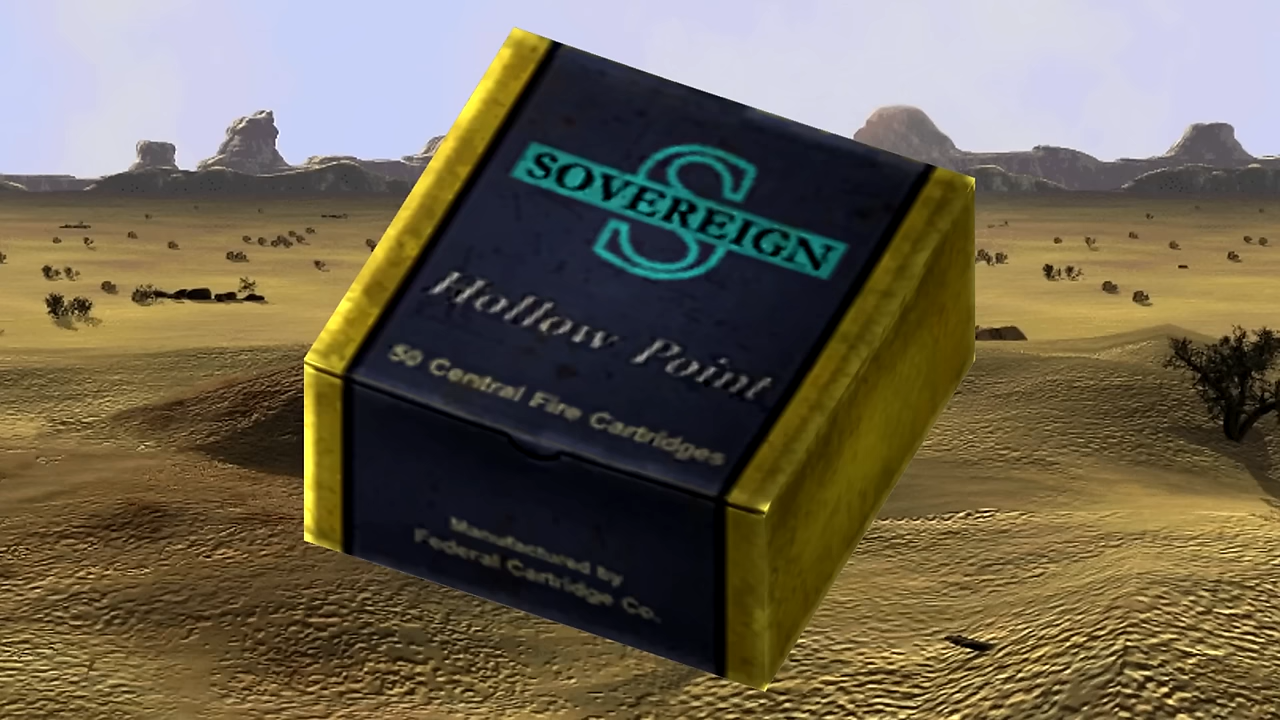 S
SOVEREIGN
Hollow Point
50 Central Fire Cartridges
Manufactured by
Federal Cartridge Co.